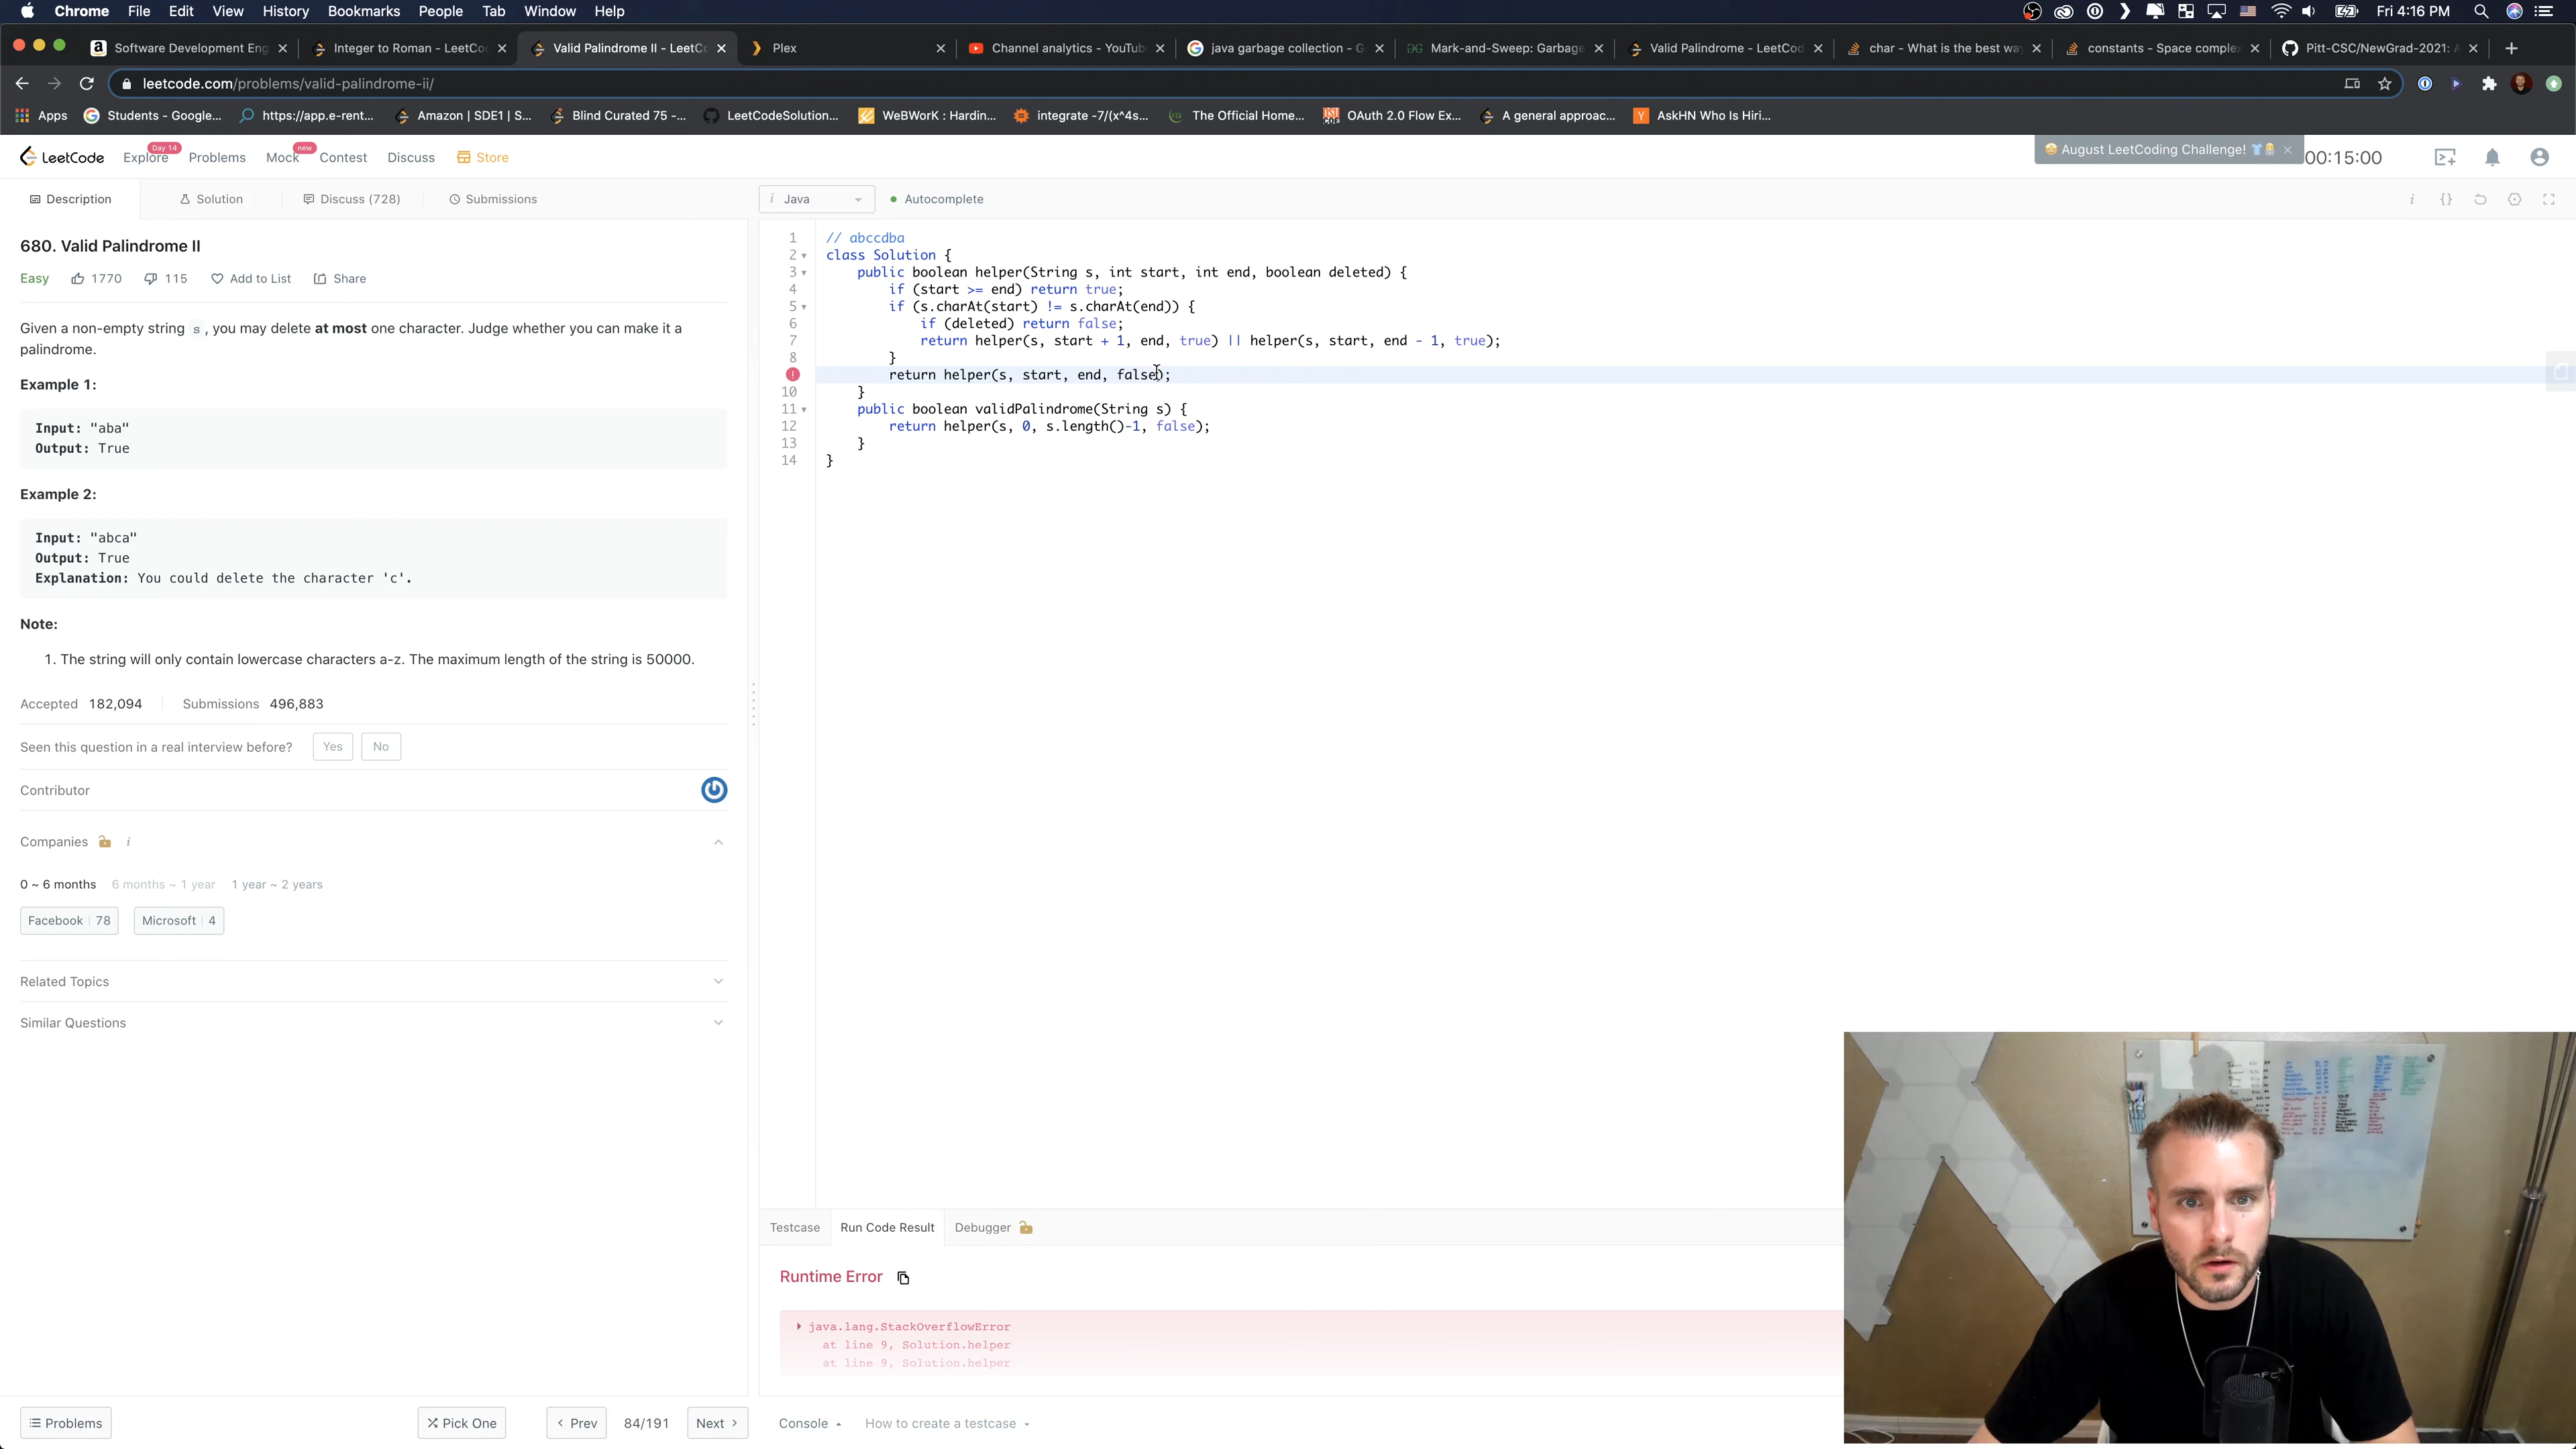 Chrome File Edit View History Bookmarks People Tab Window Help Fri 4:16 PM
Software Development Eng Integer to Roman - LeetCo Valid Palindrome II - LeetC Plex Channel analytics - YouTub java garbage collection - G Mark-and-Sweep: Garbage Valid Palindrome - LeetCod char - What is the best wa constants - Space comple Pitt-CSC/NewGrad-2021: A
leetcode.com/problems/valid-palindrome-ii/
Apps Students - Google... https://app.e-rent... Amazon | SDE1 | S... Blind Curated 75 -... LeetCodeSolution... WeBWorK : Hardin... integrate -7/(x^4s... The Official Home... OAuth 2.0 Flow Ex... A general approac... AskHN Who Is Hiri...
LeetCode Explore Day 14 Problems Mock new Contest Discuss Store August LeetCoding Challenge! 00:15:00
Description Solution Discuss (728) Submissions
i Java Autocomplete
680. Valid Palindrome II
Easy 1770 115 Add to List Share
Given a non-empty string s, you may delete at most one character. Judge whether you can make it a
palindrome.
Example 1:
Input: "aba"
Output: True
Example 2:
Input: "abca"
Output: True
Explanation: You could delete the character 'c'.
Note:
1. The string will only contain lowercase characters a-z. The maximum length of the string is 50000.
Accepted 182,094 Submissions 496,883
Seen this question in a real interview before? Yes No
Contributor
Companies i
0 ~ 6 months 6 months ~ 1 year 1 year ~ 2 years
Facebook 78 Microsoft 4
Related Topics
Similar Questions
Problems Pick One Prev 84/191 Next
1 // abccdba
2 class Solution {
3 public boolean helper(String s, int start, int end, boolean deleted) {
4 if (start >= end) return true;
5 if (s.charAt(start) != s.charAt(end)) {
6 if (deleted) return false;
7 return helper(s, start + 1, end, true) || helper(s, start, end - 1, true);
8 }
return helper(s, start, end, false);
10 }
11 public boolean validPalindrome(String s) {
12 return helper(s, 0, s.length()-1, false);
13 }
14 }
Testcase Run Code Result Debugger
Runtime Error
java.lang.StackOverflowError
at line 9, Solution.helper
at line 9, Solution.helper
Console How to create a testcase